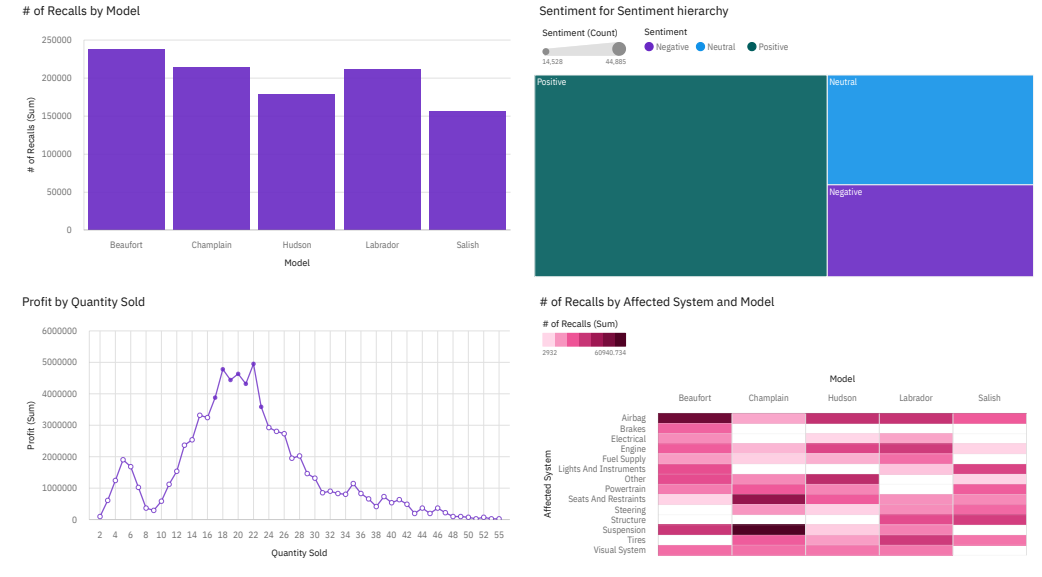 # of Recalls by Model
# of Recalls (Sum)
250000
200000
150000
100000
50000
0
Beaufort Champlain Hudson Labrador Salish
Model
Sentiment for Sentiment hierarchy
Sentiment (Count)
14,528 44,885
Sentiment
Negative Neutral Positive
Positive
Neutral
Negative
Profit by Quantity Sold
Profit (Sum)
6000000
5000000
4000000
3000000
2000000
1000000
0
2 4 6 8 10 12 14 16 18 20 22 24 26 28 30 32 34 36 38 40 42 44 46 48 50 52 55
Quantity Sold
# of Recalls by Affected System and Model
# of Recalls (Sum)
2932 60940.734
Model
Beaufort Champlain Hudson Labrador Salish
Affected System
Airbag
Brakes
Electrical
Engine
Fuel Supply
Lights And Instruments
Other
Powertrain
Seats And Restraints
Steering
Structure
Suspension
Tires
Visual System